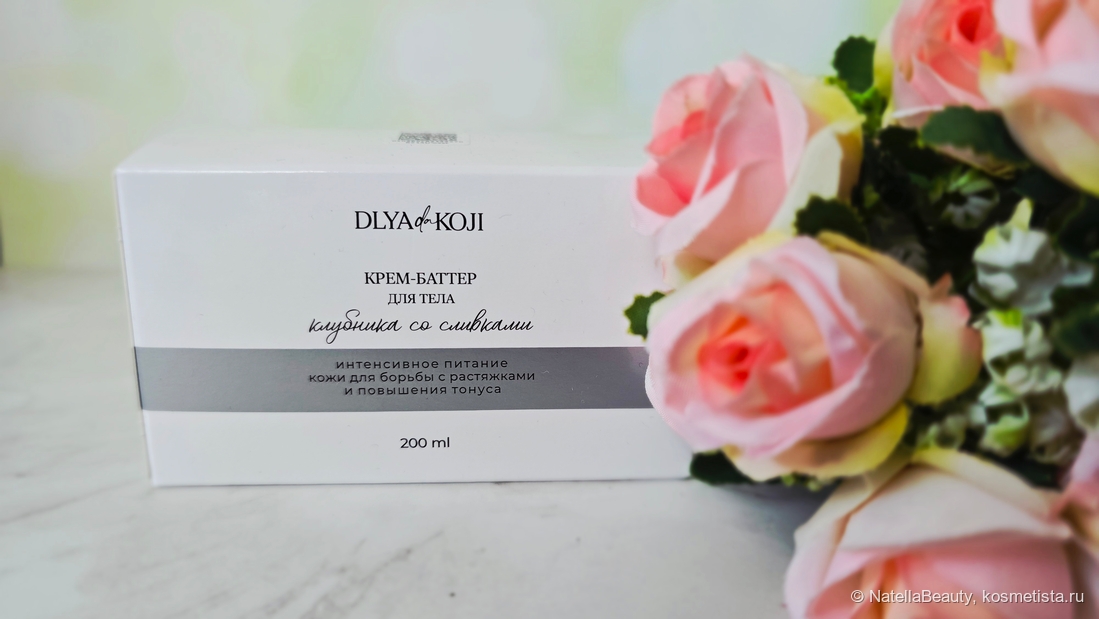 DLYA da KOJI
КРЕМ-БАТТЕР
ДЛЯ ТЕЛА
клубника со сливками
интенсивное питание
кожи для борьбы с растяжками
и повышения тонуса
200 ml
© NatellaBeauty, kosmetista.ru